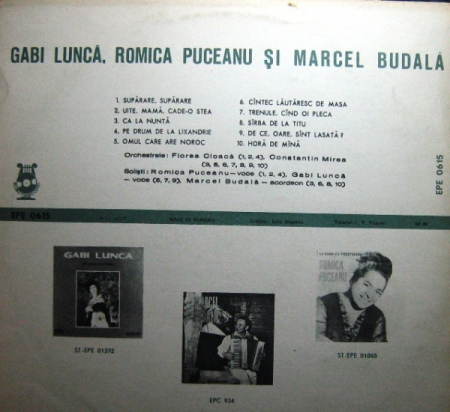 GABI LUNCĂ, ROMICA PUCEANU ŞI MARCEL BUDALĂ
1. SUPĂRARE, SUPĂRARE
2. UITE, MAMĂ, CADE-O STEA
3. CA LA NUNTĂ
4. PE DRUM DE LA LIXANDRIE
5. OMUL CARE ARE NOROC
6. CÎNTEC LĂUTĂRESC DE MASĂ
7. TRENULE, CÎND OI PLECA
8. SÎRBA DE LA TITU
9. DE CE, OARE, SÎNT LASATĂ?
10. HORĂ DE MÎNĂ
Orchestrele: Florea Cioacă (1, 2, 4), Constantin Mirea
(3, 5, 6, 7, 8, 9, 10)
Solişti: Romica Puceanu — voce (1, 2, 4), Gabi Luncă
— voce (5, 7, 9), Marcel Budală — acordeon (3, 6, 8, 10)
EPE 0615
EPE 0615
GABI LUNCA
ST-EPE 01272
EPC 934
ROMICA
PUCEANU
ST-EPE 01065